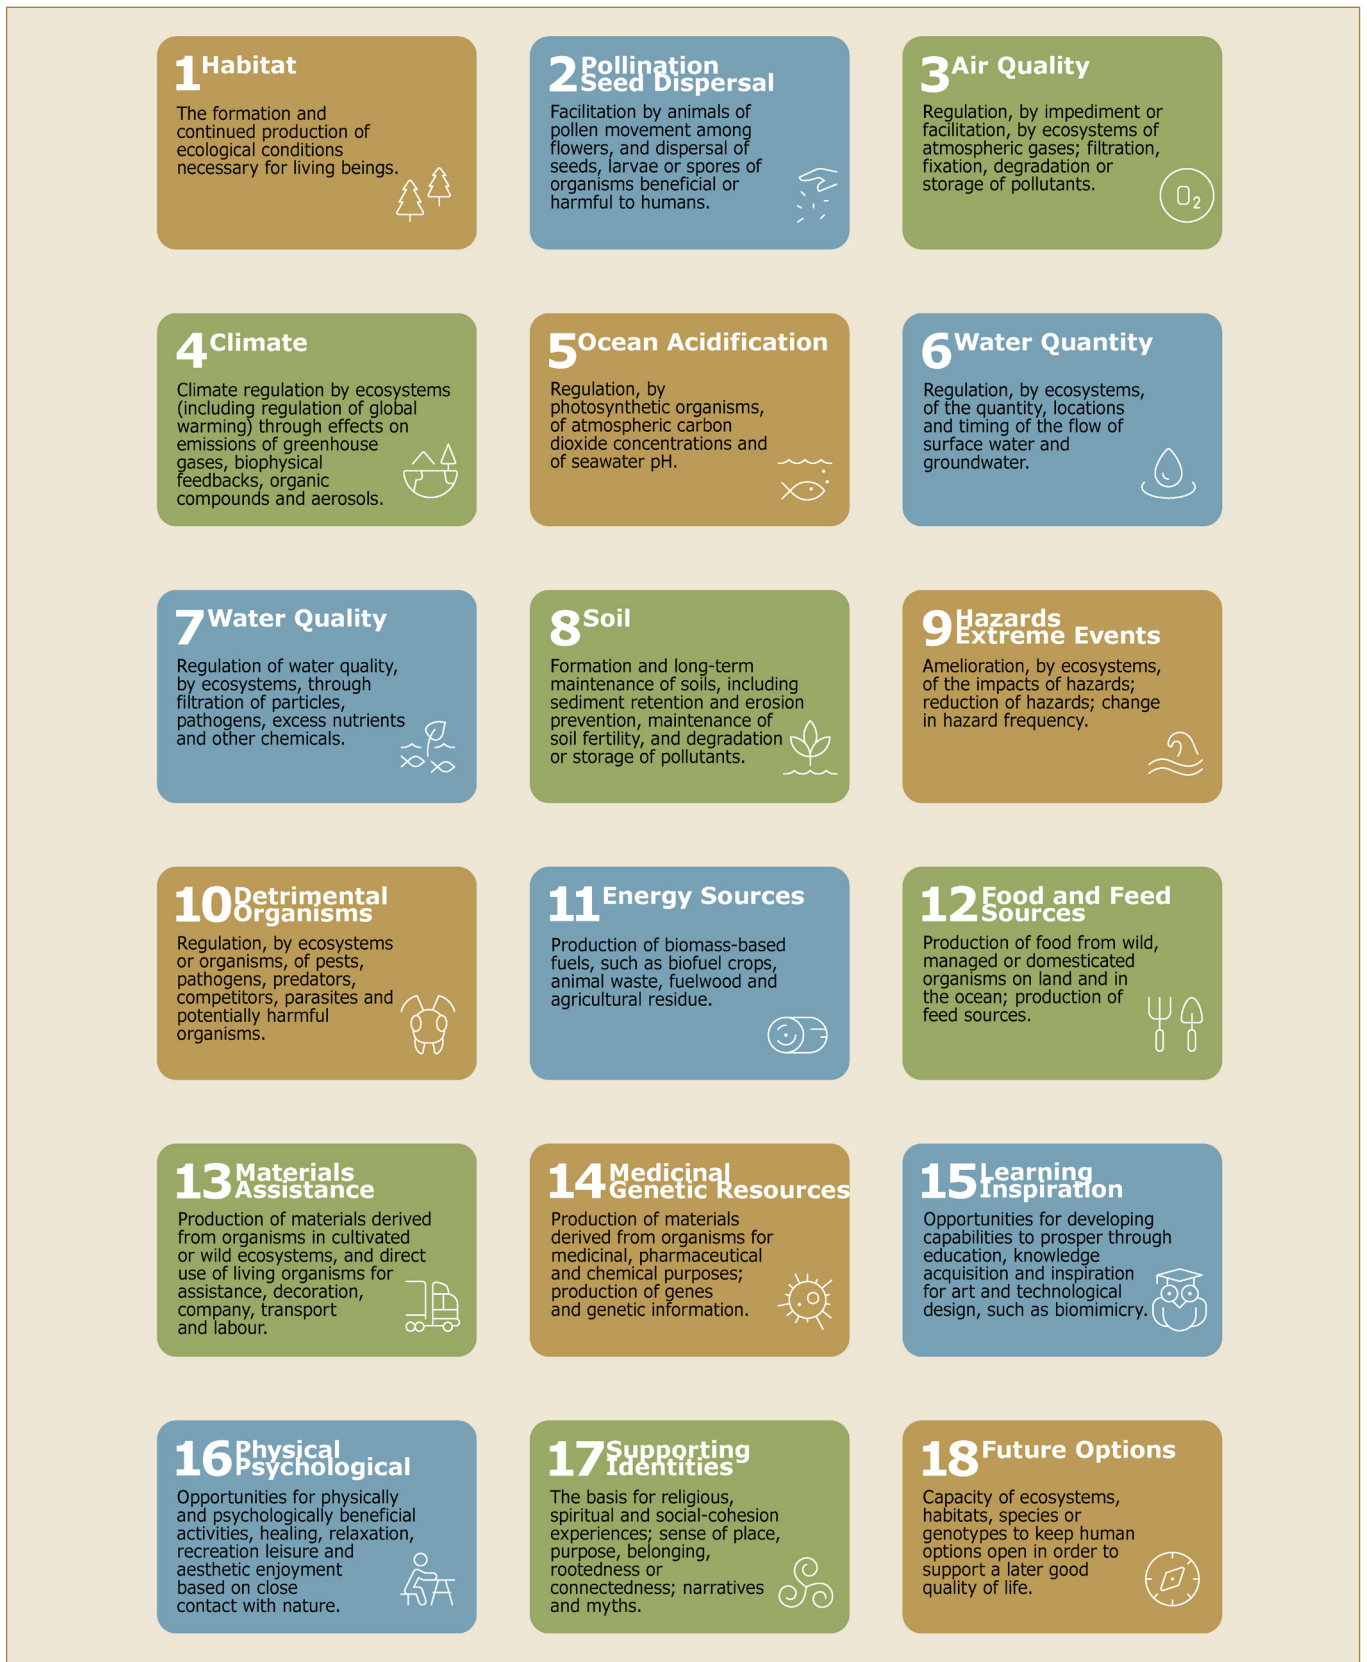 1 Habitat
The formation and
continued production of
ecological conditions
necessary for living beings.
2 Pollination
Seed Dispersal
Facilitation by animals of
pollen movement among
flowers, and dispersal of
seeds, larvae or spores of
organisms beneficial or
harmful to humans.
3 Air Quality
Regulation, by impediment or
facilitation, by ecosystems of
atmospheric gases; filtration,
fixation, degradation or
storage of pollutants.
O2
4 Climate
Climate regulation by ecosystems
(including regulation of global
warming) through effects on
emissions of greenhouse
gases, biophysical
feedbacks, organic
compounds and aerosols.
5 Ocean Acidification
Regulation, by
photosynthetic organisms,
of atmospheric carbon
dioxide concentrations and
of seawater pH.
6 Water Quantity
Regulation, by ecosystems,
of the quantity, locations
and timing of the flow of
surface water and
groundwater.
7 Water Quality
Regulation of water quality,
by ecosystems, through
filtration of particles,
pathogens, excess nutrients
and other chemicals.
8 Soil
Formation and long-term
maintenance of soils, including
sediment retention and erosion
prevention, maintenance of
soil fertility, and degradation
or storage of pollutants.
9 Hazards
Extreme Events
Amelioration, by ecosystems,
of the impacts of hazards;
reduction of hazards; change
in hazard frequency.
10 Detrimental
Organisms
Regulation, by ecosystems
or organisms, of pests,
pathogens, predators,
competitors, parasites and
potentially harmful
organisms.
11 Energy Sources
Production of biomass-based
fuels, such as biofuel crops,
animal waste, fuelwood and
agricultural residue.
12 Food and Feed
Sources
Production of food from wild,
managed or domesticated
organisms on land and in
the ocean; production of
feed sources.
13 Materials
Assistance
Production of materials derived
from organisms in cultivated
or wild ecosystems, and direct
use of living organisms for
assistance, decoration,
company, transport
and labour.
14 Medicinal
Genetic Resources
Production of materials
derived from organisms for
medicinal, pharmaceutical
and chemical purposes;
production of genes
and genetic information.
15 Learning
Inspiration
Opportunities for developing
capabilities to prosper through
education, knowledge
acquisition and inspiration
for art and technological
design, such as biomimicry.
16 Physical
Psychological
Opportunities for physically
and psychologically beneficial
activities, healing, relaxation,
recreation leisure and
aesthetic enjoyment
based on close
contact with nature.
17 Supporting
Identities
The basis for religious,
spiritual and social-cohesion
experiences; sense of place,
purpose, belonging,
rootedness or
connectedness; narratives
and myths.
18 Future Options
Capacity of ecosystems,
habitats, species or
genotypes to keep human
options open in order to
support a later good
quality of life.